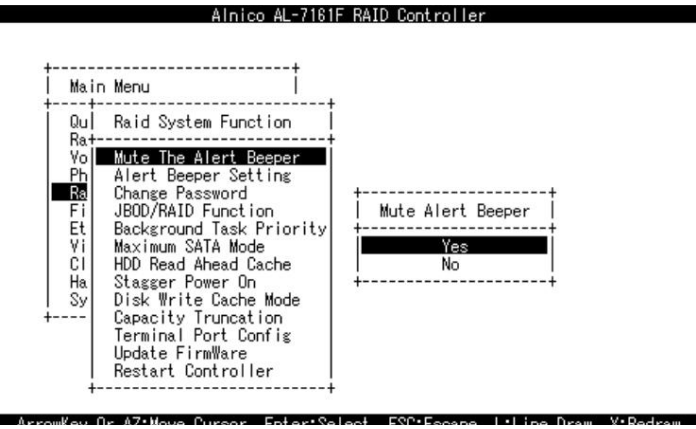 Alnico AL-7161F RAID Controller
Main Menu
Qu
Raid System Function
Ra
Vo
Mute The Alert Beeper
Ph
Alert Beeper Setting
Ra
Change Password
Fi
JBOD/RAID Function
Et
Background Task Priority
Vi
Maximum SATA Mode
Cl
HDD Read Ahead Cache
Ha
Stagger Power On
Sy
Disk Write Cache Mode
Capacity Truncation
Terminal Port Config
Update FirmWare
Restart Controller
Mute Alert Beeper
Yes
No
ArrowKey Or AZ:Move Cursor, Enter:Select, ESC:Escape, L:Line Draw, X:Redraw